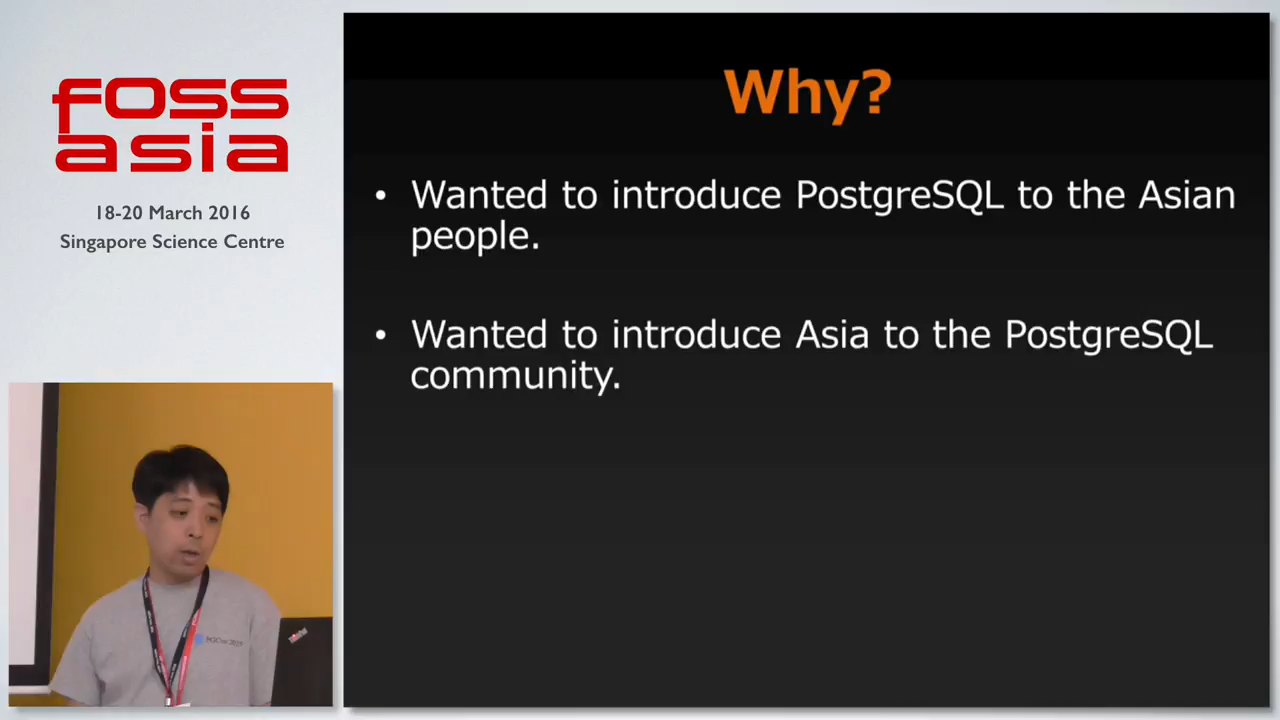 FOSS
asia
18-20 March 2016
Singapore Science Centre
Why?
• Wanted to introduce PostgreSQL to the Asian
people.
• Wanted to introduce Asia to the PostgreSQL
community.